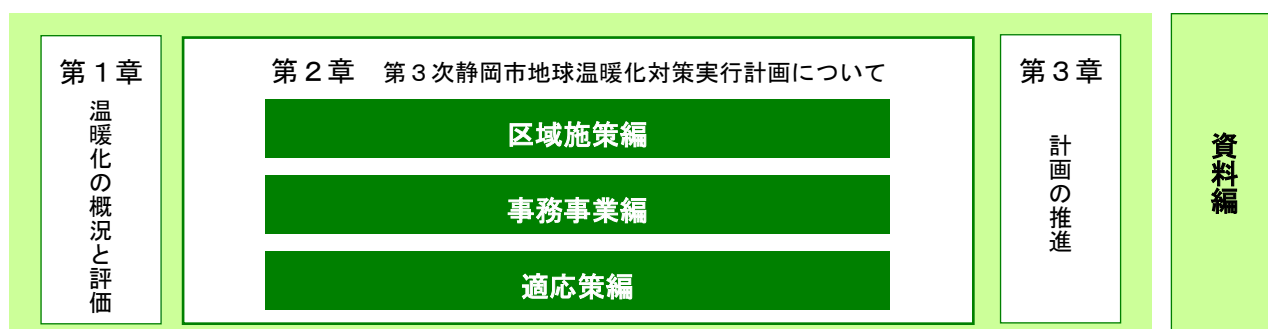 第１章
温暖化の概況と評価
第２章　第３次静岡市地球温暖化対策実行計画について
区域施策編
事務事業編
適応策編
第３章
計画の推進
資料編